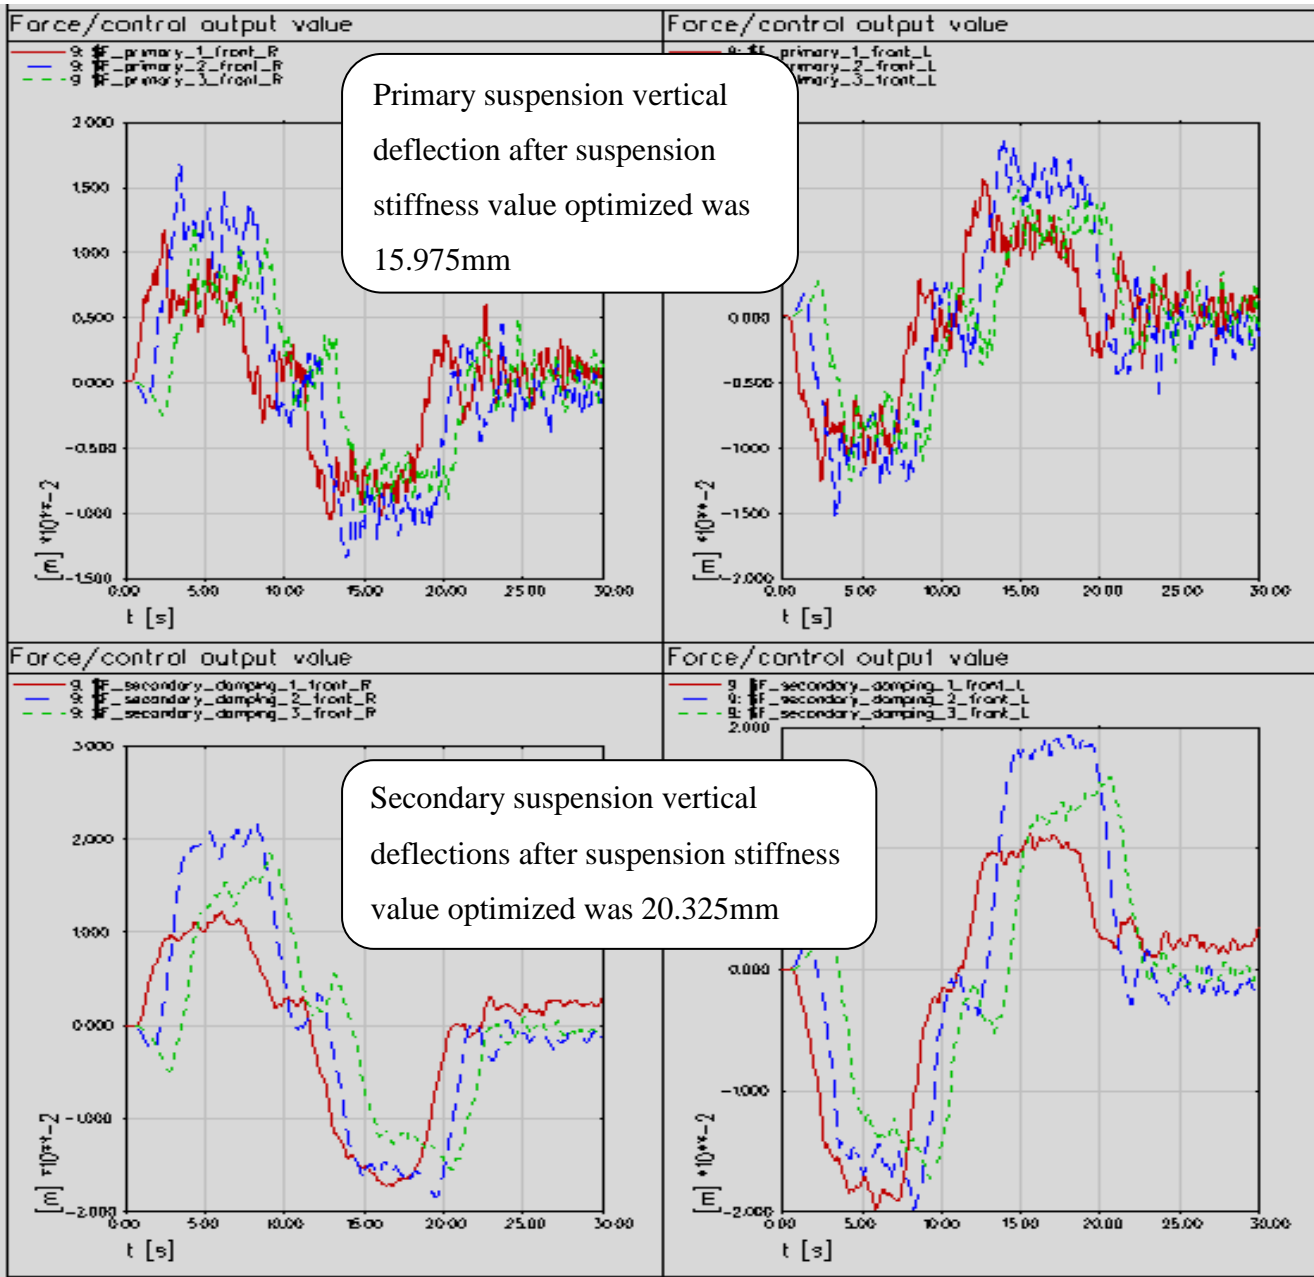 Force/control output value
Force/control output value
9: $F_primary_1_front_R
9: $F_primary_2_front_R
9: $F_primary_3_front_R
9: $F_primary_1_front_L
primary_2_front_L
primary_3_front_L
Primary suspension vertical
deflection after suspension
stiffness value optimized was
15.975mm
2.000
1.500
1.000
0.500
0.000
-0.500
-1.000
-1.500
[m] *10**-2
0.00 5.00 10.00 15.00 20.00 25.00 30.00
t [s]
0.000
-0.500
-1.000
-1.500
-2.000
[m] *10**-2
0.00 5.00 10.00 15.00 20.00 25.00 30.00
t [s]
Force/control output value
Force/control output value
9: $F_secondary_damping_1_front_R
9: $F_secondary_damping_2_front_R
9: $F_secondary_damping_3_front_R
9: $F_secondary_damping_1_front_L
9: $F_secondary_damping_2_front_L
9: $F_secondary_damping_3_front_L
Secondary suspension vertical
deflections after suspension stiffness
value optimized was 20.325mm
3.000
2.000
1.000
0.000
-1.000
-2.000
[m] *10**-2
0.00 5.00 10.00 15.00 20.00 25.00 30.00
t [s]
2.000
0.000
-1.000
-2.000
[m] *10**-2
0.00 5.00 10.00 15.00 20.00 25.00 30.00
t [s]